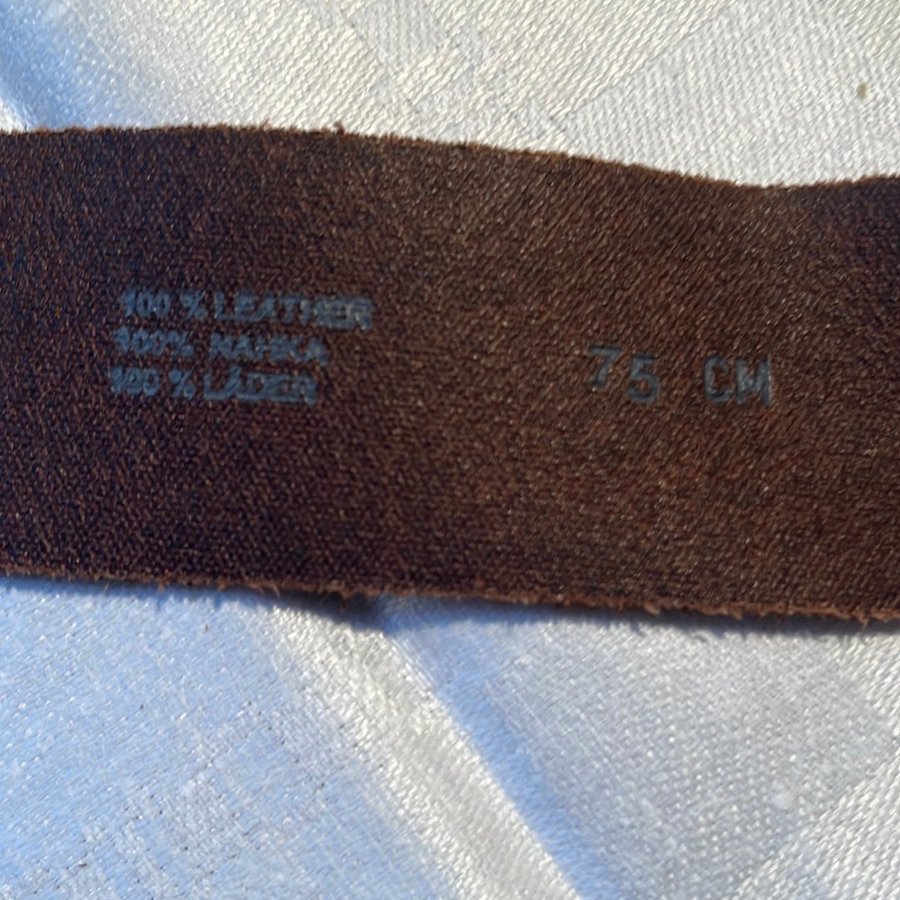 100 % LEATHER
100% NAHKA
100 % LÄDER
75 CM